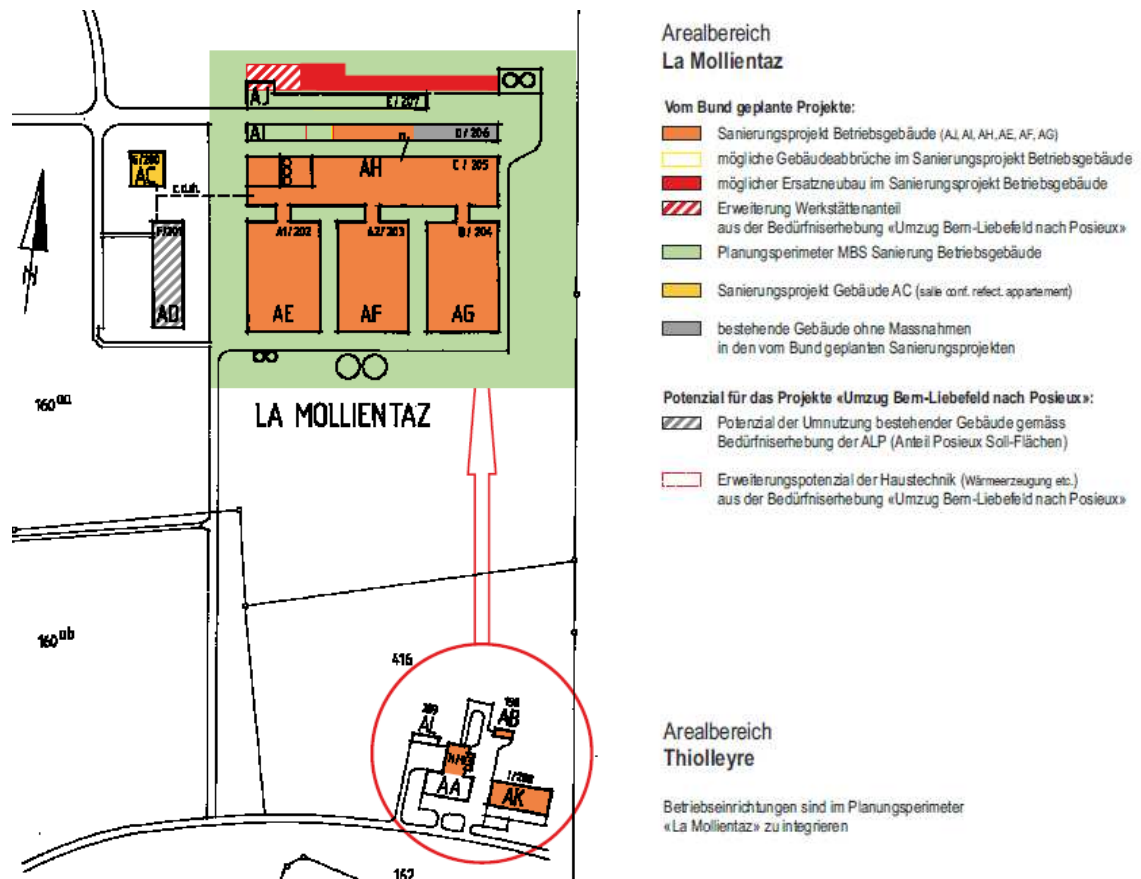 AJ
E / 207
AI
n
D / 206
G/200
AC
AH
C / 205
B
B
c.c.m.
F/201
A1/ 202
A2/ 203
B / 204
N
AD
AE
AF
AG
160 aa
LA MOLLIENTAZ
160 ab
416
AL
198
AB
AA
AK
162
Arealbereich
La Mollientaz
Vom Bund geplante Projekte:
Sanierungsprojekt Betriebsgebäude (AJ, AI, AH, AE, AF, AG)
mögliche Gebäudeabbrüche im Sanierungsprojekt Betriebsgebäude
möglicher Ersatzneubau im Sanierungsprojekt Betriebsgebäude
Erweiterung Werkstättenanteil
aus der Bedürfniserhebung «Umzug Bern-Liebefeld nach Posieux»
Planungsperimeter MBS Sanierung Betriebsgebäude
Sanierungsprojekt Gebäude AC (salle conf. refect. appartement)
bestehende Gebäude ohne Massnahmen
in den vom Bund geplanten Sanierungsprojekten
Potenzial für das Projekte «Umzug Bern-Liebefeld nach Posieux»:
Potenzial der Umnutzung bestehender Gebäude gemäss
Bedürfniserhebung der ALP (Anteil Posieux Soll-Flächen)
Erweiterungspotenzial der Haustechnik (Wärmeerzeugung etc.)
aus der Bedürfniserhebung «Umzug Bern-Liebefeld nach Posieux»
Arealbereich
Thiolleyre
Betriebseinrichtungen sind im Planungsperimeter
«La Mollientaz» zu integrieren